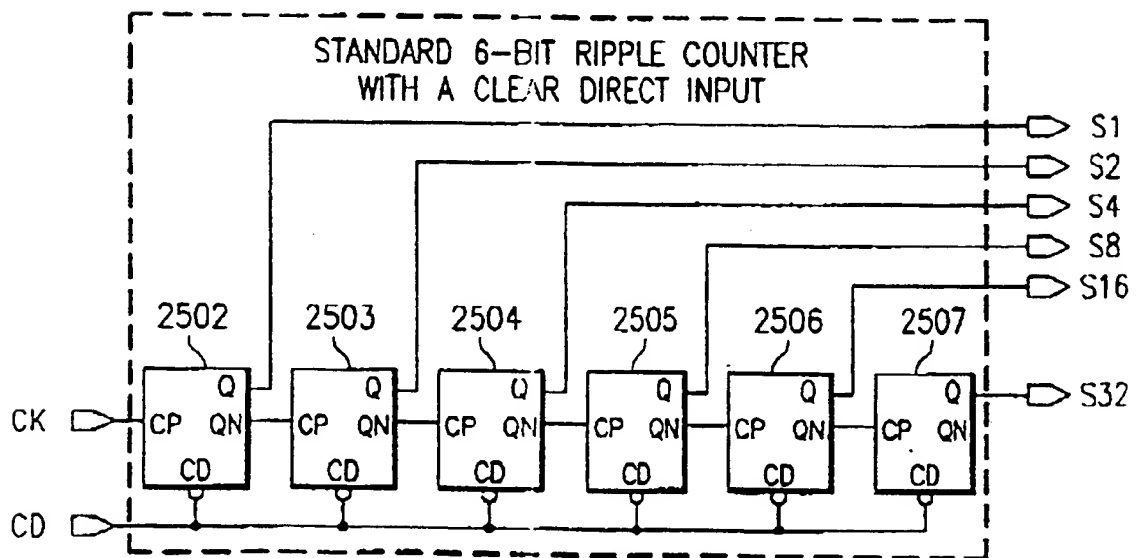 STANDARD 6-BIT RIPPLE COUNTER
WITH A CLEAR DIRECT INPUT
S1
S2
S4
S8
S16
2502 2503 2504 2505 2506 2507
Q Q Q Q Q Q
S32
CK CP QN CP QN CP QN CP QN CP QN CP QN
CD CD CD CD CD CD
CD